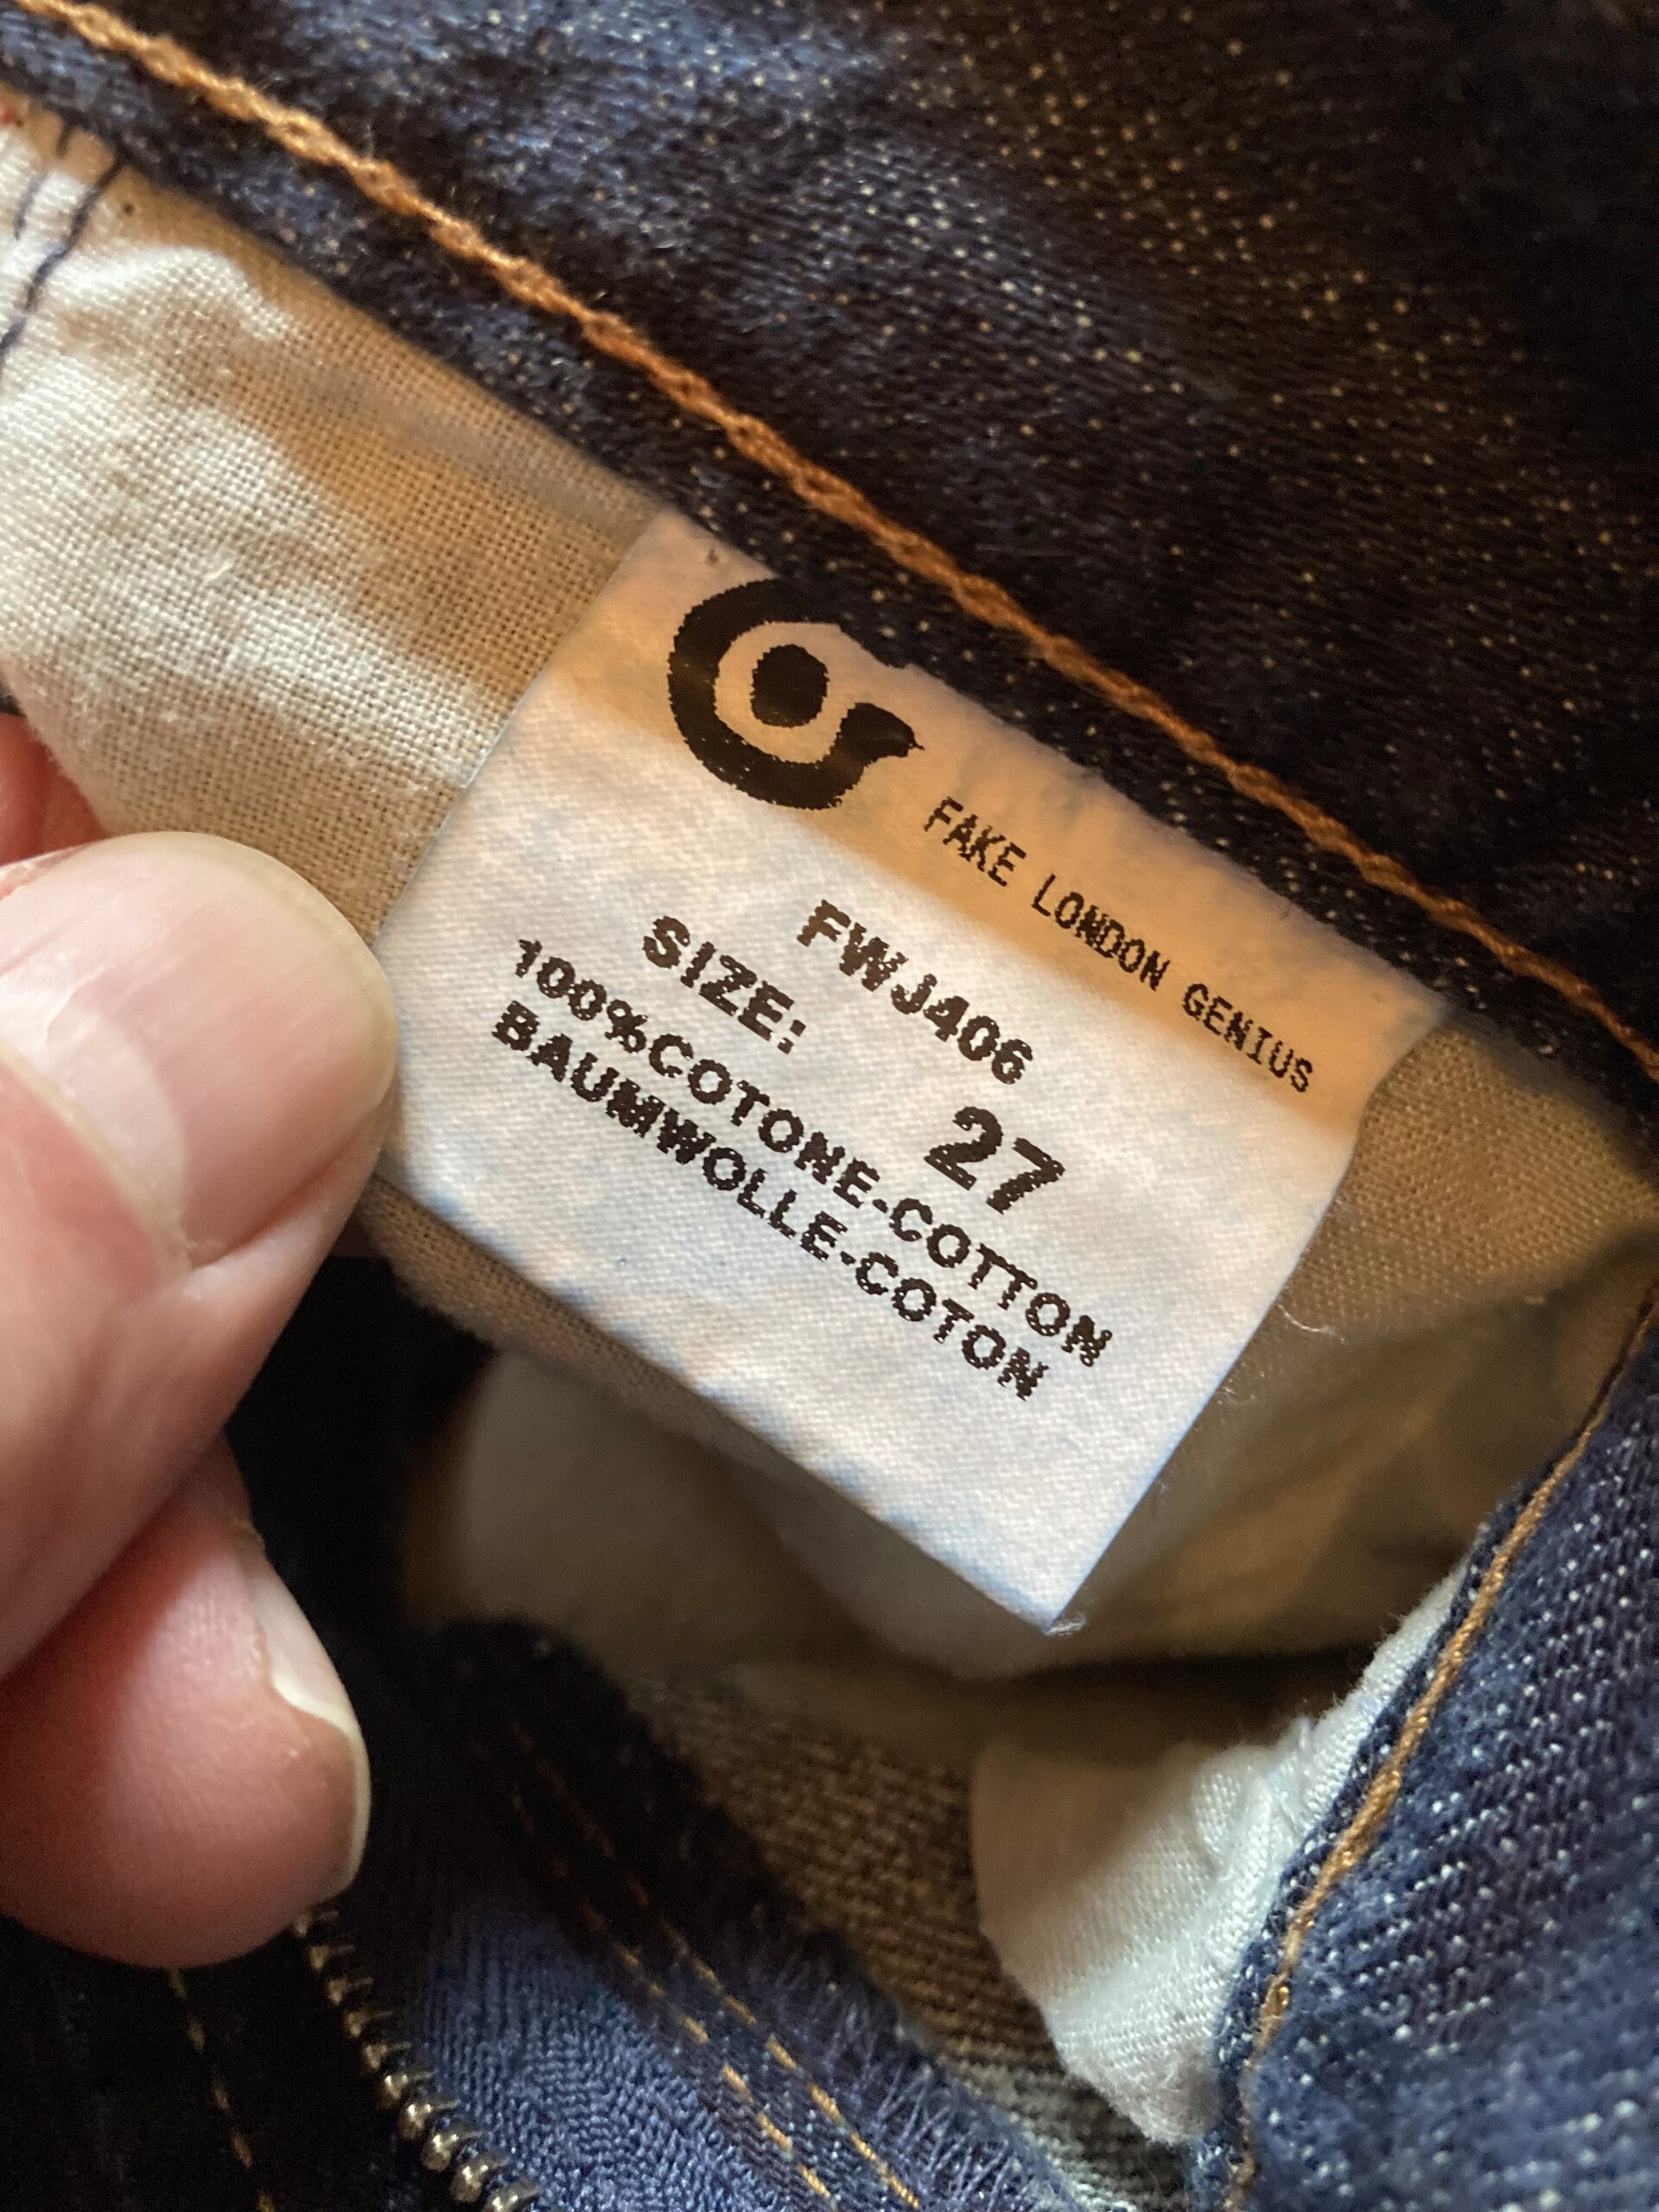 FAKE LONDON GENIUS
FWJ406
SIZE: 27
100%COTONE-COTTON
BAUMWOLLE-COTON